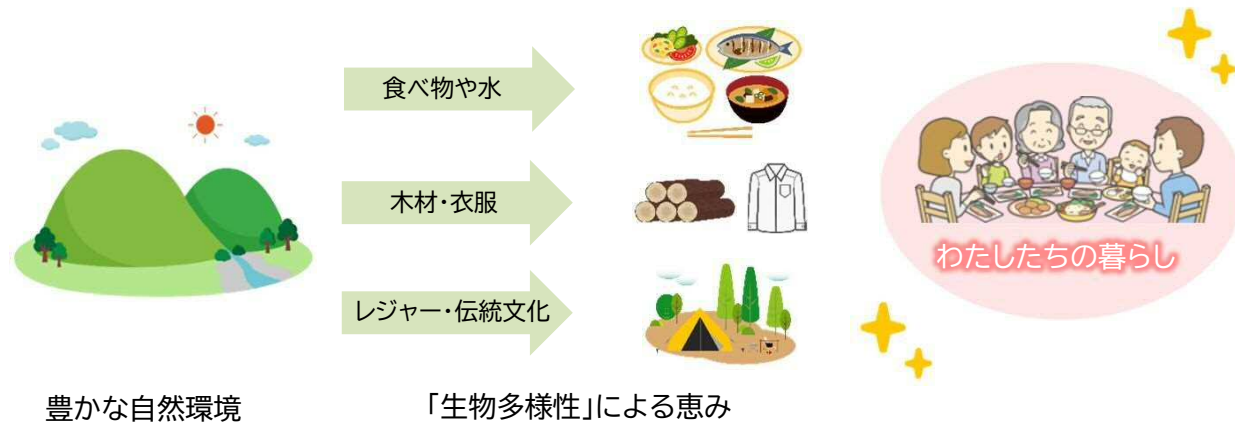 食べ物や水
木材・衣服
レジャー・伝統文化
わたしたちの暮らし
豊かな自然環境
「生物多様性」による恵み